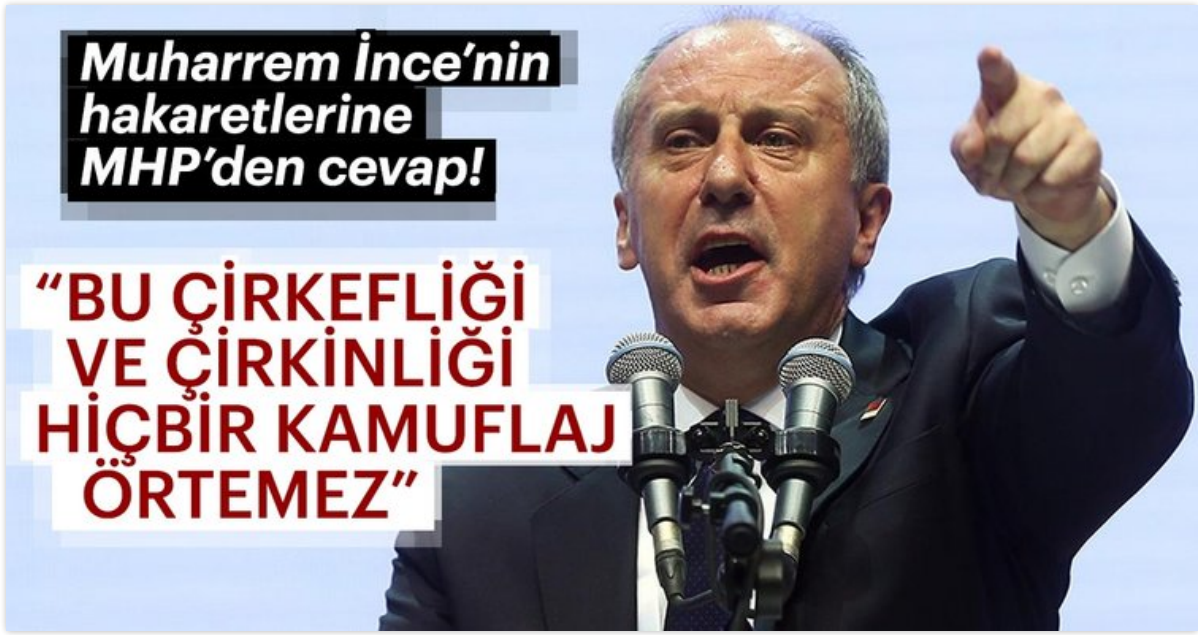 Muharrem İnce’nin
hakaretlerine
MHP’den cevap!
“BU ÇİRKEFLİĞİ
VE ÇİRKİNLİĞİ
HİÇBİR KAMUFLAJ
ÖRTEMEZ”